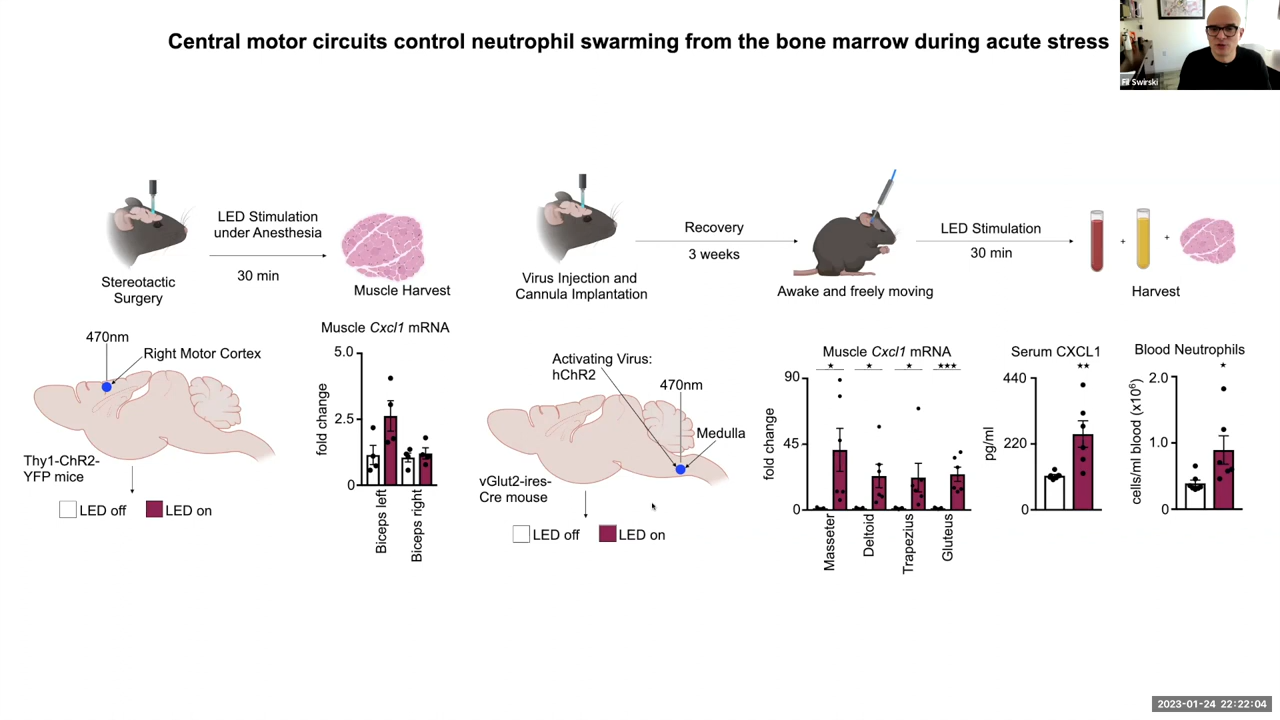 Central motor circuits control neutrophil swarming from the bone marrow during acute stress
Fil Swirski
LED Stimulation
under Anesthesia
30 min
Stereotactic
Surgery
Muscle Harvest
Virus Injection and
Cannula Implantation
Recovery
3 weeks
Awake and freely moving
LED Stimulation
30 min
+
+
Harvest
470nm
Right Motor Cortex
Thy1-ChR2-
YFP mice
LED off
LED on
Muscle Cxcl1 mRNA
fold change
5.0
2.5
0
Biceps left
Biceps right
Activating Virus:
hChR2
470nm
Medulla
vGlut2-ires-
Cre mouse
LED off
LED on
Muscle Cxcl1 mRNA
fold change
90
45
0
★
★
★
★★★
Masseter
Deltoid
Trapezius
Gluteus
Serum CXCL1
★★
pg/ml
440
220
0
Blood Neutrophils
★
cells/ml blood (x10⁶)
2.0
1.0
0
2023-01-24 22:22:04